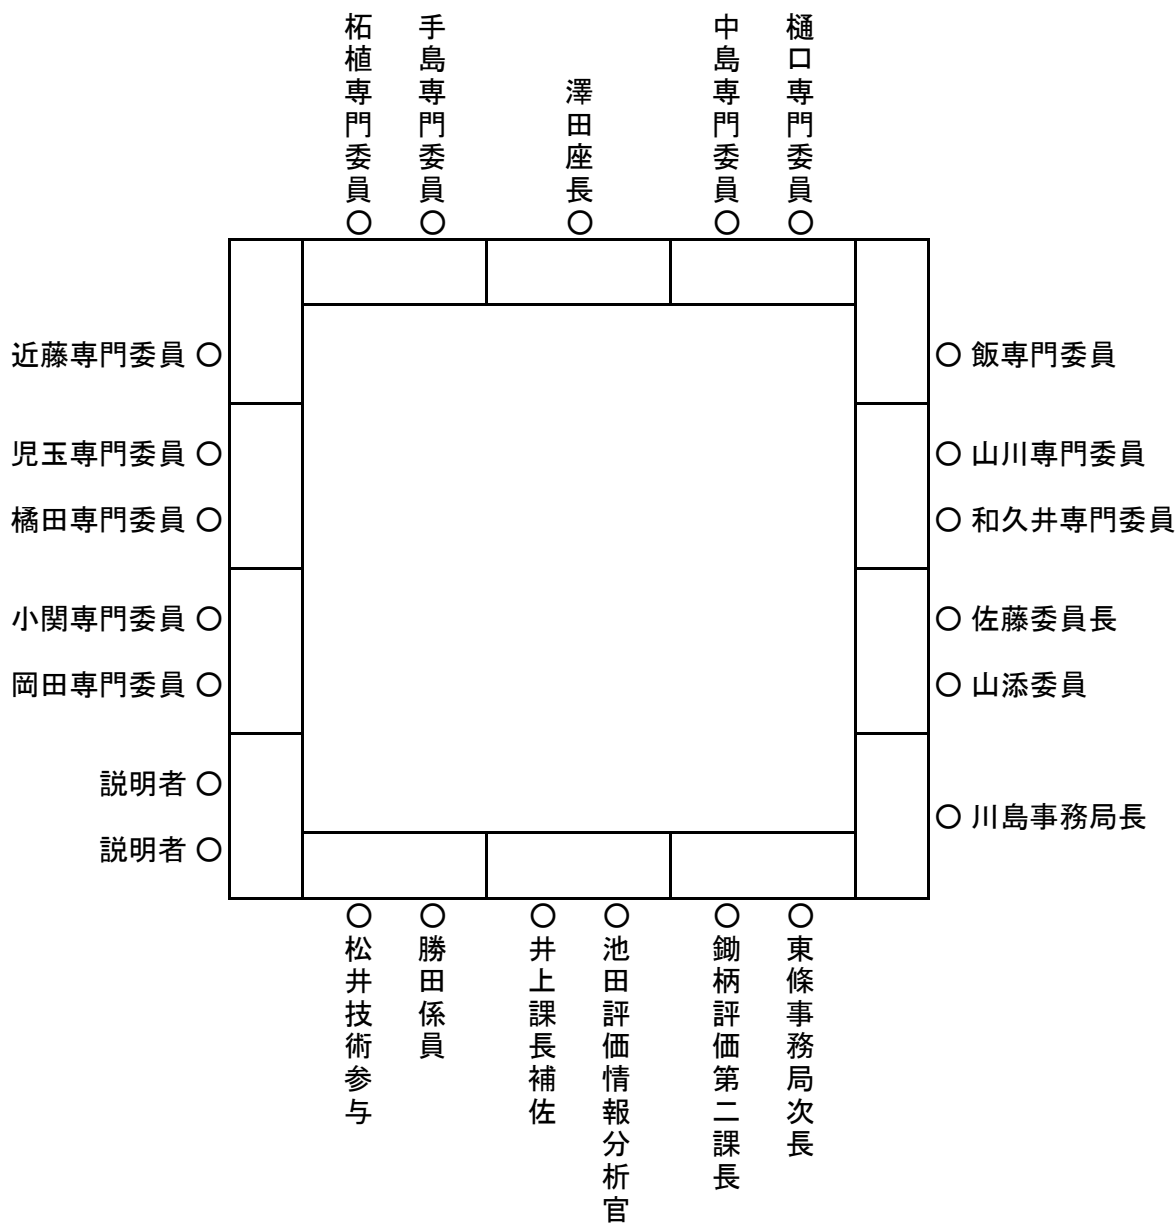 柘植専門委員
手島専門委員
澤田座長
中島専門委員
樋口専門委員
近藤専門委員
児玉専門委員
橘田専門委員
小関専門委員
岡田専門委員
説明者
説明者
飯専門委員
山川専門委員
和久井専門委員
佐藤委員長
山添委員
川島事務局長
松井技術参与
勝田係員
井上課長補佐
池田評価情報分析官
鋤柄評価第二課長
東條事務局次長